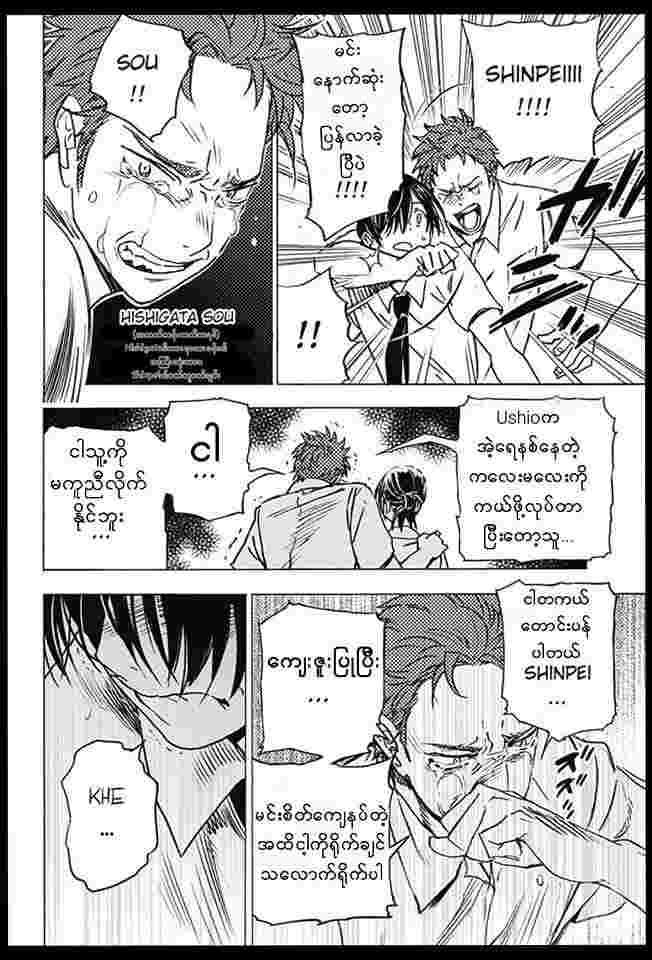 SHINPEIIII
!!!!
မင်း
နောက်ဆုံး
တော့
ပြန်လာခဲ့
ပြီပဲ
!!!!
!!
SOU
!!
HISHIGATA SOU
Ushioက
အဲ့ရေနစ်နေတဲ့
ကလေးမလေးကို
ကယ်ဖို့လုပ်တာ
ပြီးတော့သူ...
ငါ
...
ငါသူ့ကို
မကူညီလိုက်
နိုင်ဘူး
...
ငါတကယ်
တောင်းပန်
ပါတယ်
SHINPEI
...
ကျေးဇူးပြုပြီး
...
မင်းစိတ်ကျေနပ်တဲ့
အထိငါ့ကိုရိုက်ချင်
သလောက်ရိုက်ပါ
KHE
...